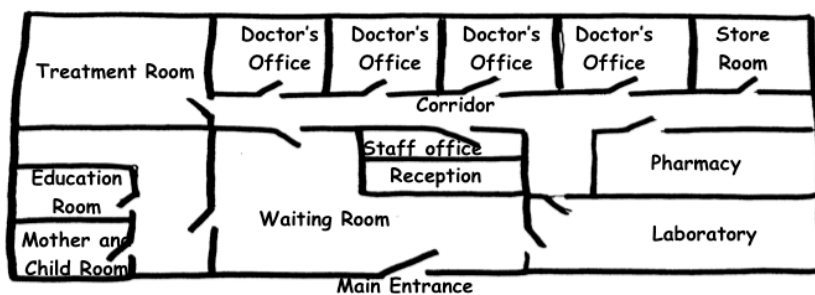 Doctor's
Office
Doctor's
Office
Doctor's
Office
Doctor's
Office
Store
Room
Treatment Room
Corridor
Staff office
Reception
Pharmacy
Education
Room
Waiting Room
Mother and
Child Room
Laboratory
Main Entrance